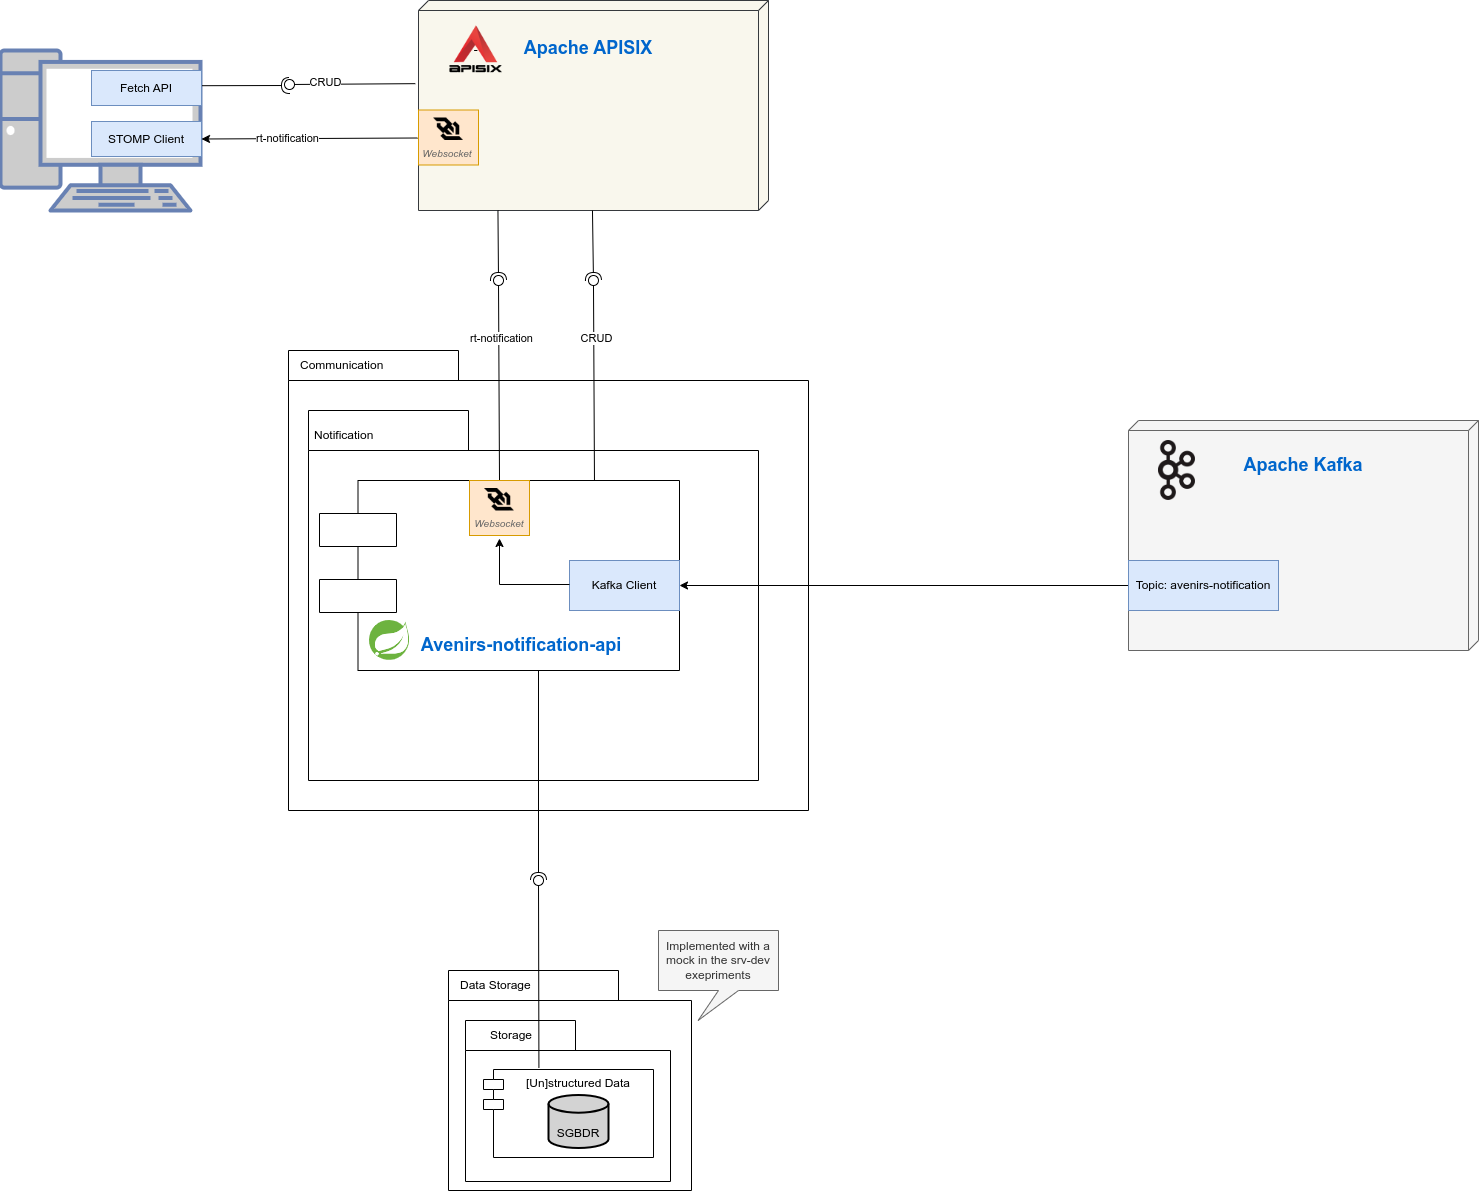 Apache APISIX
APISIX
Fetch API
CRUD
STOMP Client
rt-notification
Websocket
rt-notification
CRUD
Communication
Notification
Websocket
Kafka Client
Avenirs-notification-api
Apache Kafka
Topic: avenirs-notification
Implemented with a
mock in the srv-dev
exepriments
Data Storage
Storage
[Un]structured Data
SGBDR